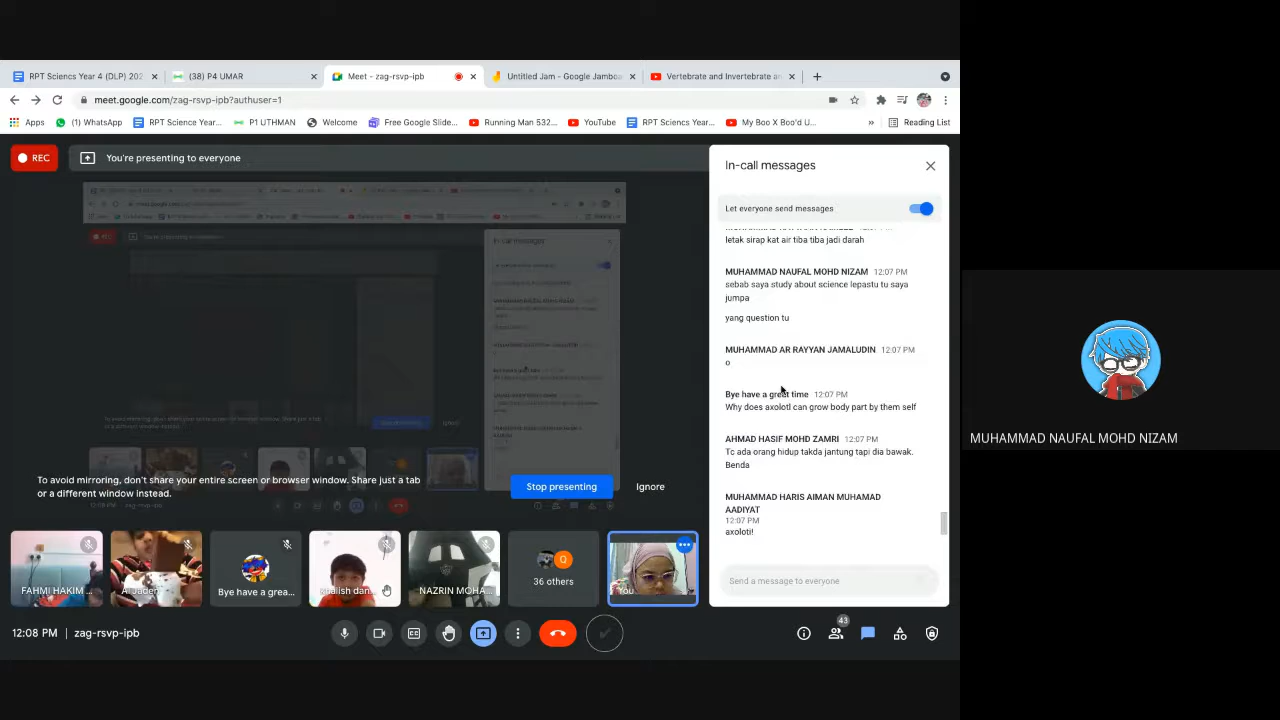 RPT Sciencs Year 4 (DLP) 202
(38) P4 UMAR
Meet - zag-rsvp-ipb
Untitled Jam - Google Jamboa
Vertebrate and Invertebrate an
meet.google.com/zag-rsvp-ipb?authuser=1
Apps
(1) WhatsApp
RPT Science Year...
P1 UTHMAN
Welcome
Free Google Slide...
Running Man 532...
YouTube
RPT Sciencs Year...
My Boo X Boo'd U...
»
Reading List
REC
You're presenting to everyone
In-call messages
Let everyone send messages
letak sirap kat air tiba tiba jadi darah
MUHAMMAD NAUFAL MOHD NIZAM 12:07 PM
sebab saya study about science lepastu tu saya
jumpa
yang question tu
MUHAMMAD AR RAYYAN JAMALUDIN 12:07 PM
o
Bye have a great time 12:07 PM
Why does axolotl can grow body part by them self
AHMAD HASIF MOHD ZAMRI 12:07 PM
Tc ada orang hidup takda jantung tapi dia bawak.
Benda
MUHAMMAD HARIS AIMAN MUHAMAD
AADIYAT
12:07 PM
axolotl!
Send a message to everyone
To avoid mirroring, don't share your entire screen or browser window. Share just a tab
or a different window instead.
Stop presenting
Ignore
FAHMI HAKIM ...
Al Jaden
Bye have a grea...
NAZRIN MOHA...
36 others
You
12:08 PM | zag-rsvp-ipb
43
MUHAMMAD NAUFAL MOHD NIZAM